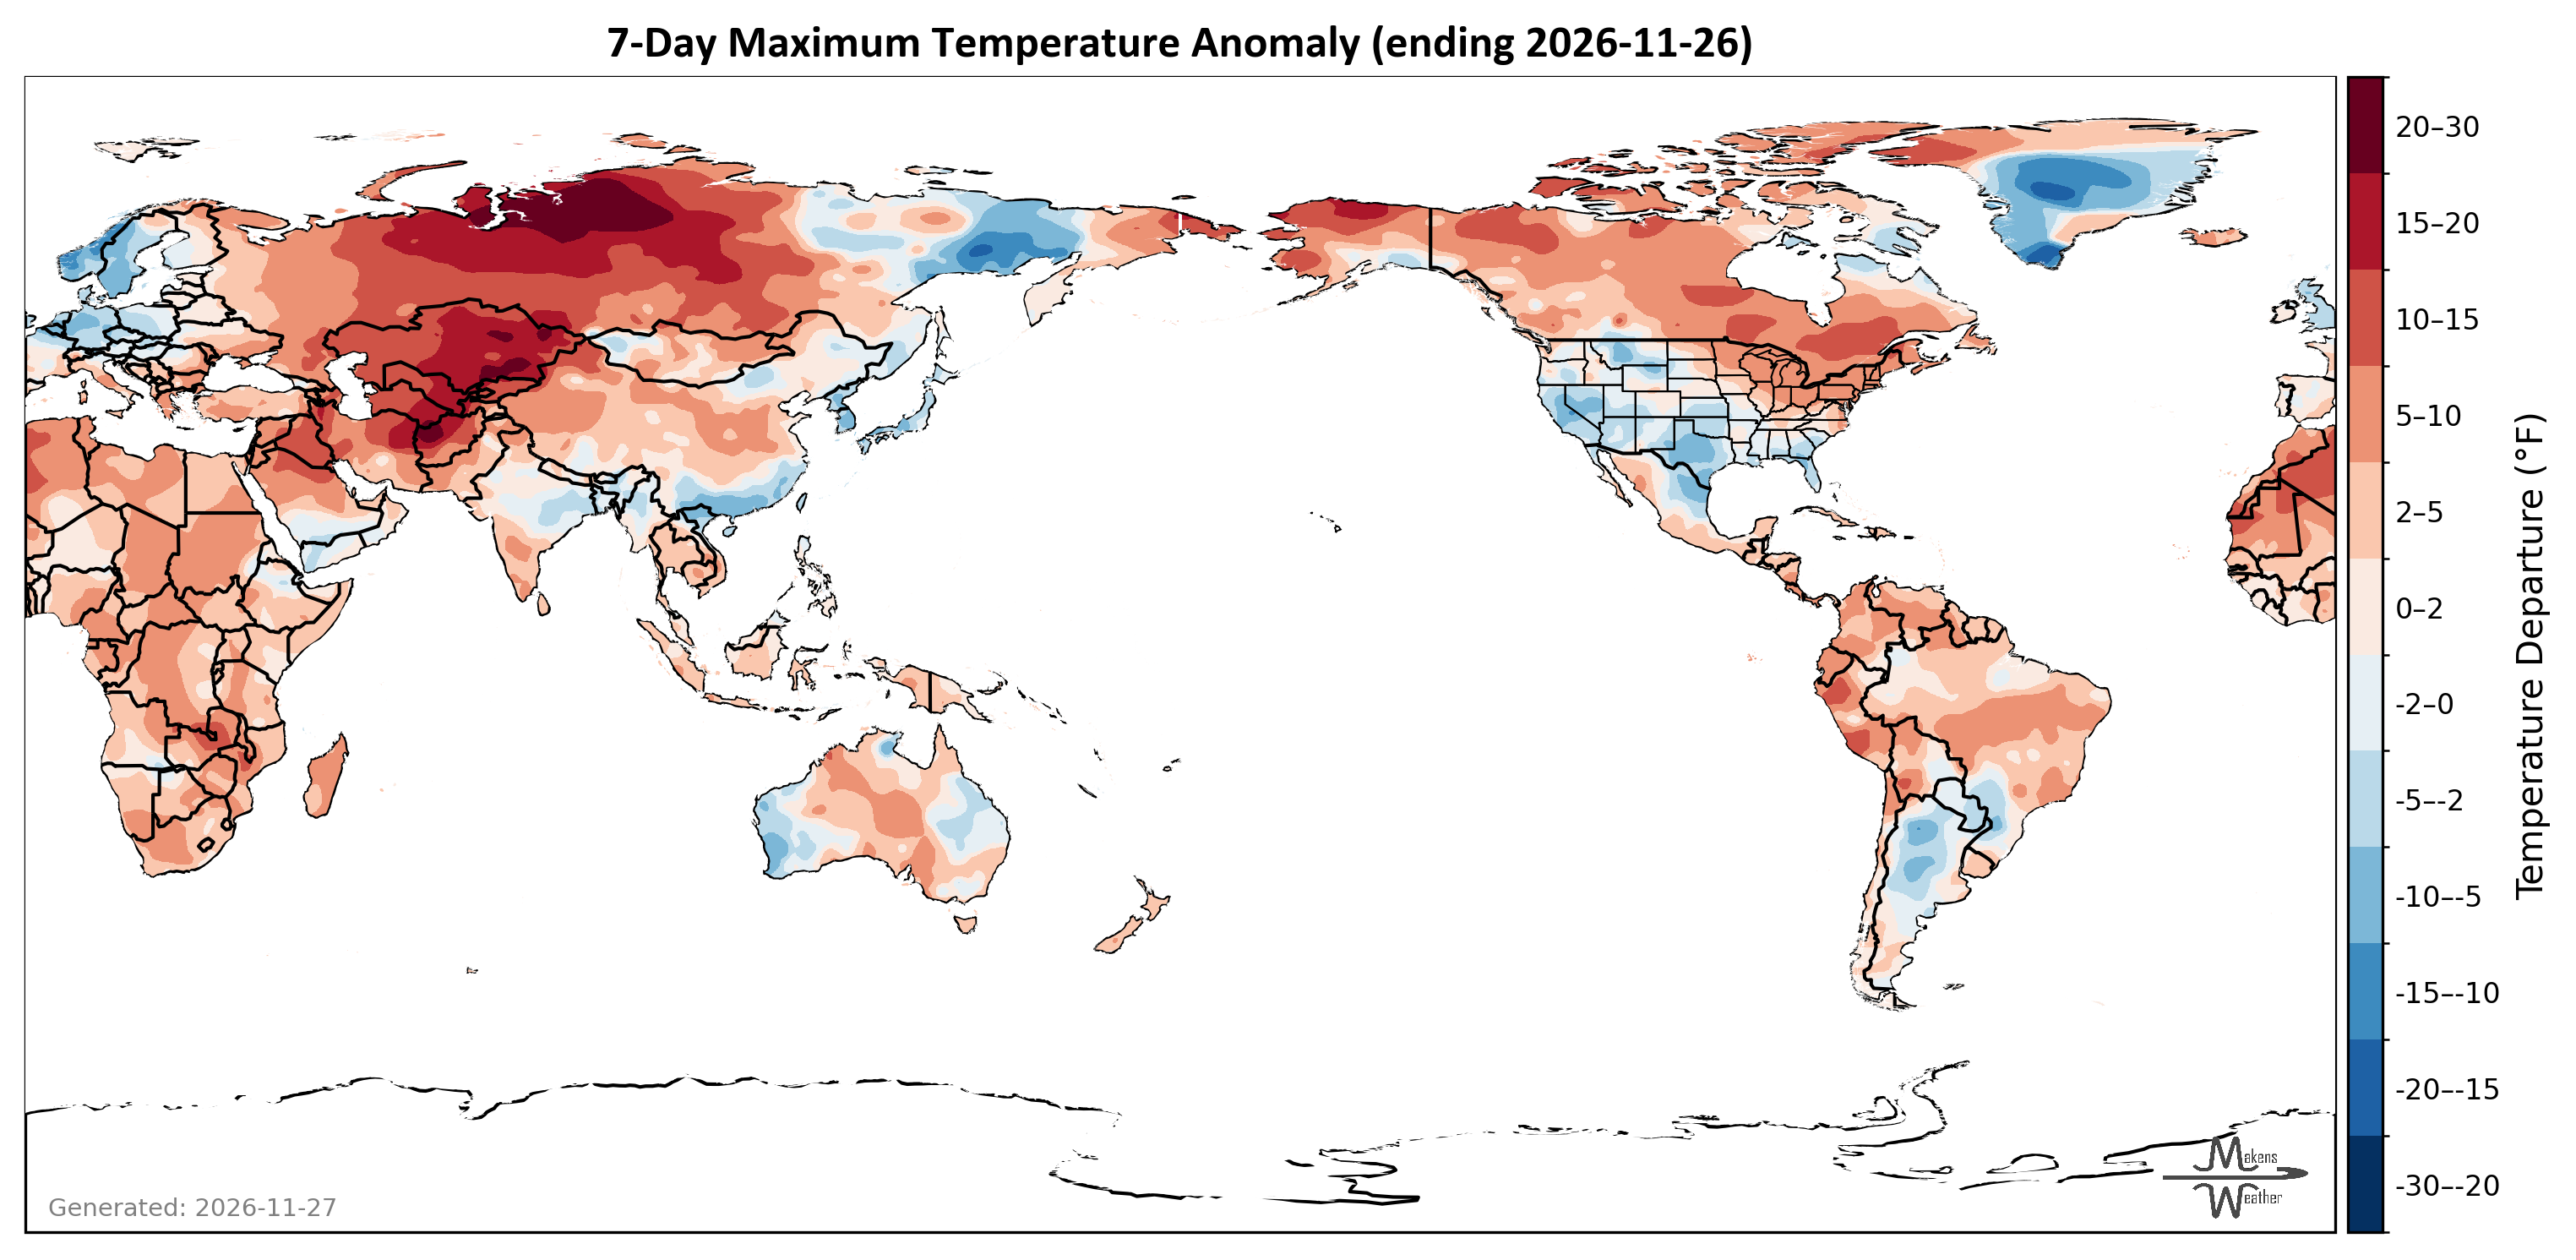 7-Day Maximum Temperature Anomaly (ending 2026-11-26)
20–30
15–20
10–15
5–10
2–5
0–2
-2–0
-5–-2
-10–-5
-15–-10
-20–-15
-30–-20
Temperature Departure (°F)
Makens
Weather
Generated: 2026-11-27